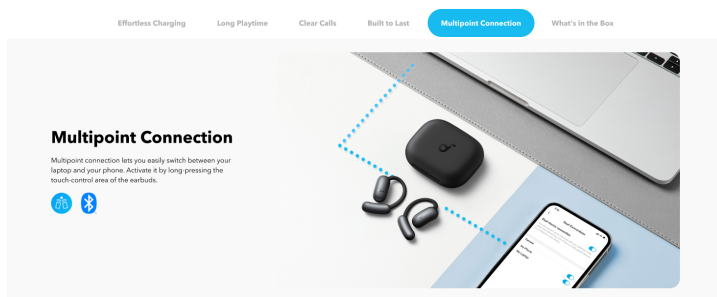 Effortless Charging
Long Playtime
Clear Calls
Built to Last
Multipoint Connection
What's in the Box
Multipoint Connection
Multipoint connection lets you easily switch between your
laptop and your phone. Activate it by long-pressing the
touch-control area of the earbuds.
Dual Connections